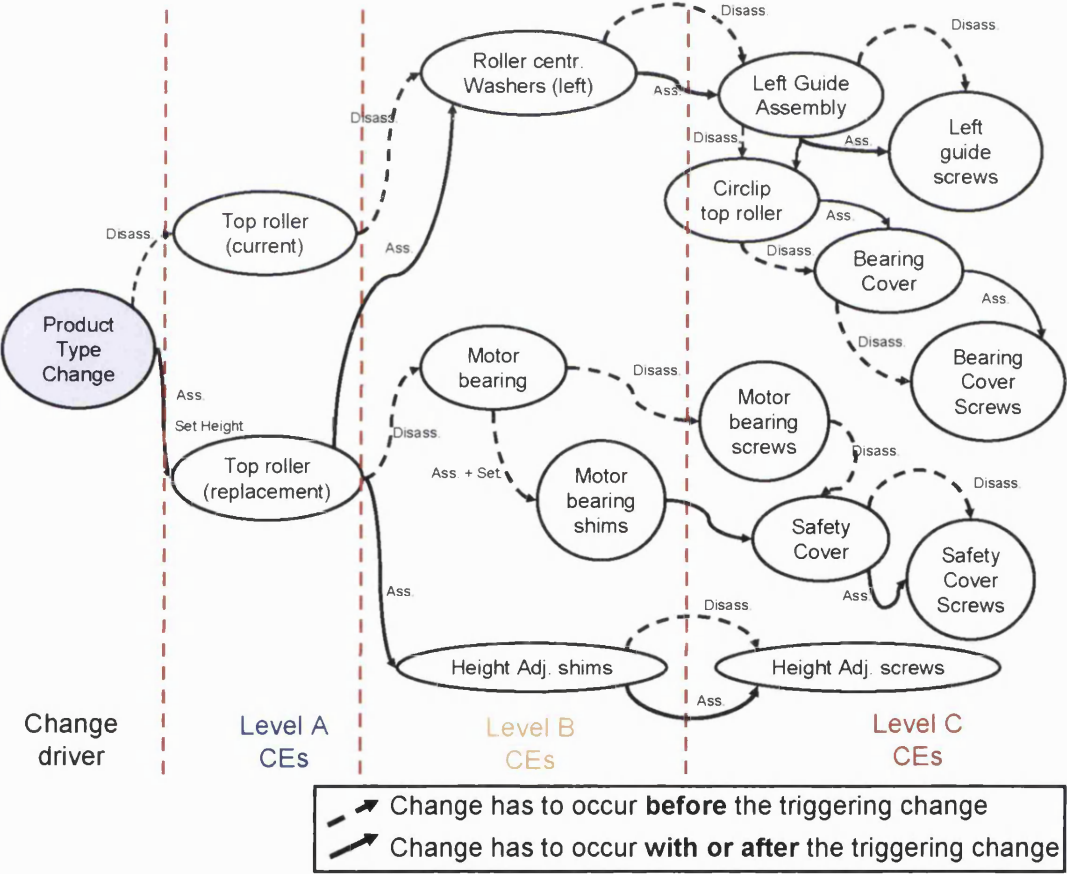 Disass.
Disass.
Roller centr.
Washers (left)
Left Guide
Assembly
Ass.
Disass.
Left
guide
screws
Disass.
Ass.
Circlip
top roller
Top roller
(current)
Disass.
Ass.
Ass.
Disass.
Bearing
Cover
Product
Type
Change
Ass.
Disass.
Bearing
Cover
Screws
Motor
bearing
Disass.
Ass.
Set Height
Motor
bearing
screws
Disass.
Top roller
(replacement)
Ass. + Set
Motor
bearing
shims
Disass.
Disass.
Safety
Cover
Safety
Cover
Screws
Ass.
Ass.
Disass.
Height Adj. shims
Height Adj. screws
Ass.
Change
driver
Level A
CEs
Level B
CEs
Level C
CEs
Change has to occur before the triggering change
Change has to occur with or after the triggering change